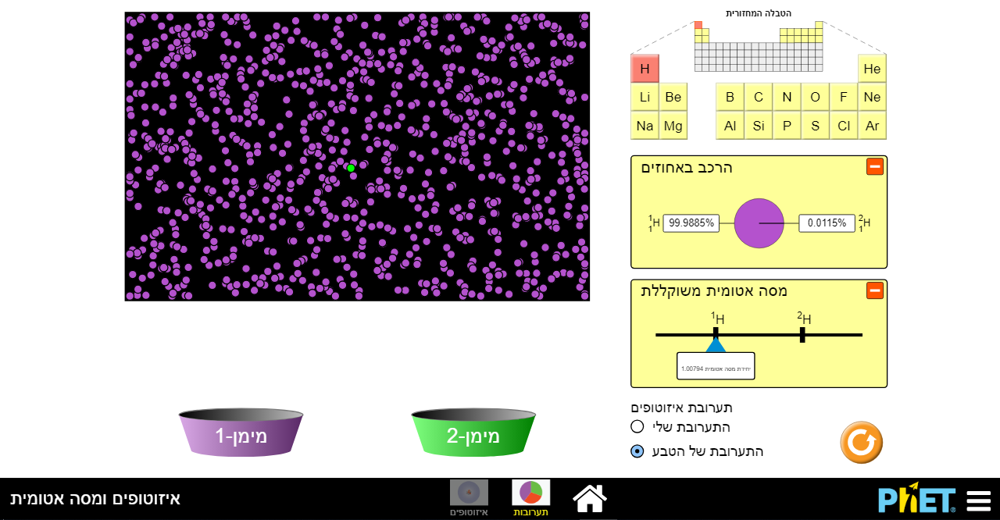 הטבלה המחזורית
H He
Li Be B C N O F Ne
Na Mg Al Si P S Cl Ar
הרכב באחוזים
1 1 H 99.9885% 0.0115% 2 1 H
מסה אטומית משוקללת
1 H 2 H
1.00794 יחידת מסה אטומית
תערובת איזוטופים
התערובת שלי
התערובת של הטבע
מימן-1
מימן-2
איזוטופים ומסה אטומית
איזוטופים
תערובות
PhET®